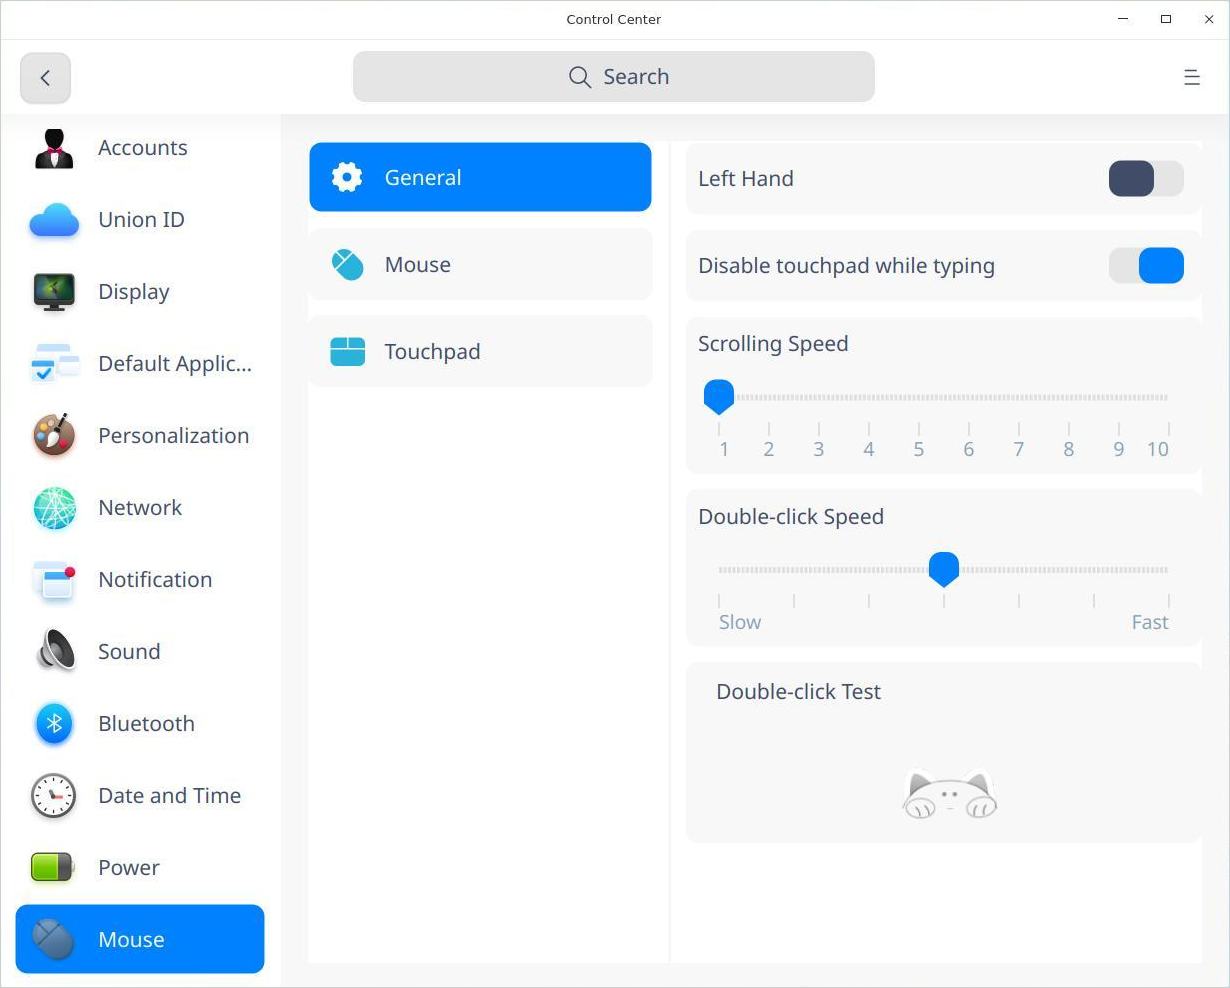 Control Center
Search
Accounts
Union ID
Display
Default Applic...
Personalization
Network
Notification
Sound
Bluetooth
Date and Time
Power
Mouse
General
Mouse
Touchpad
Left Hand
Disable touchpad while typing
Scrolling Speed
1 2 3 4 5 6 7 8 9 10
Double-click Speed
Slow Fast
Double-click Test